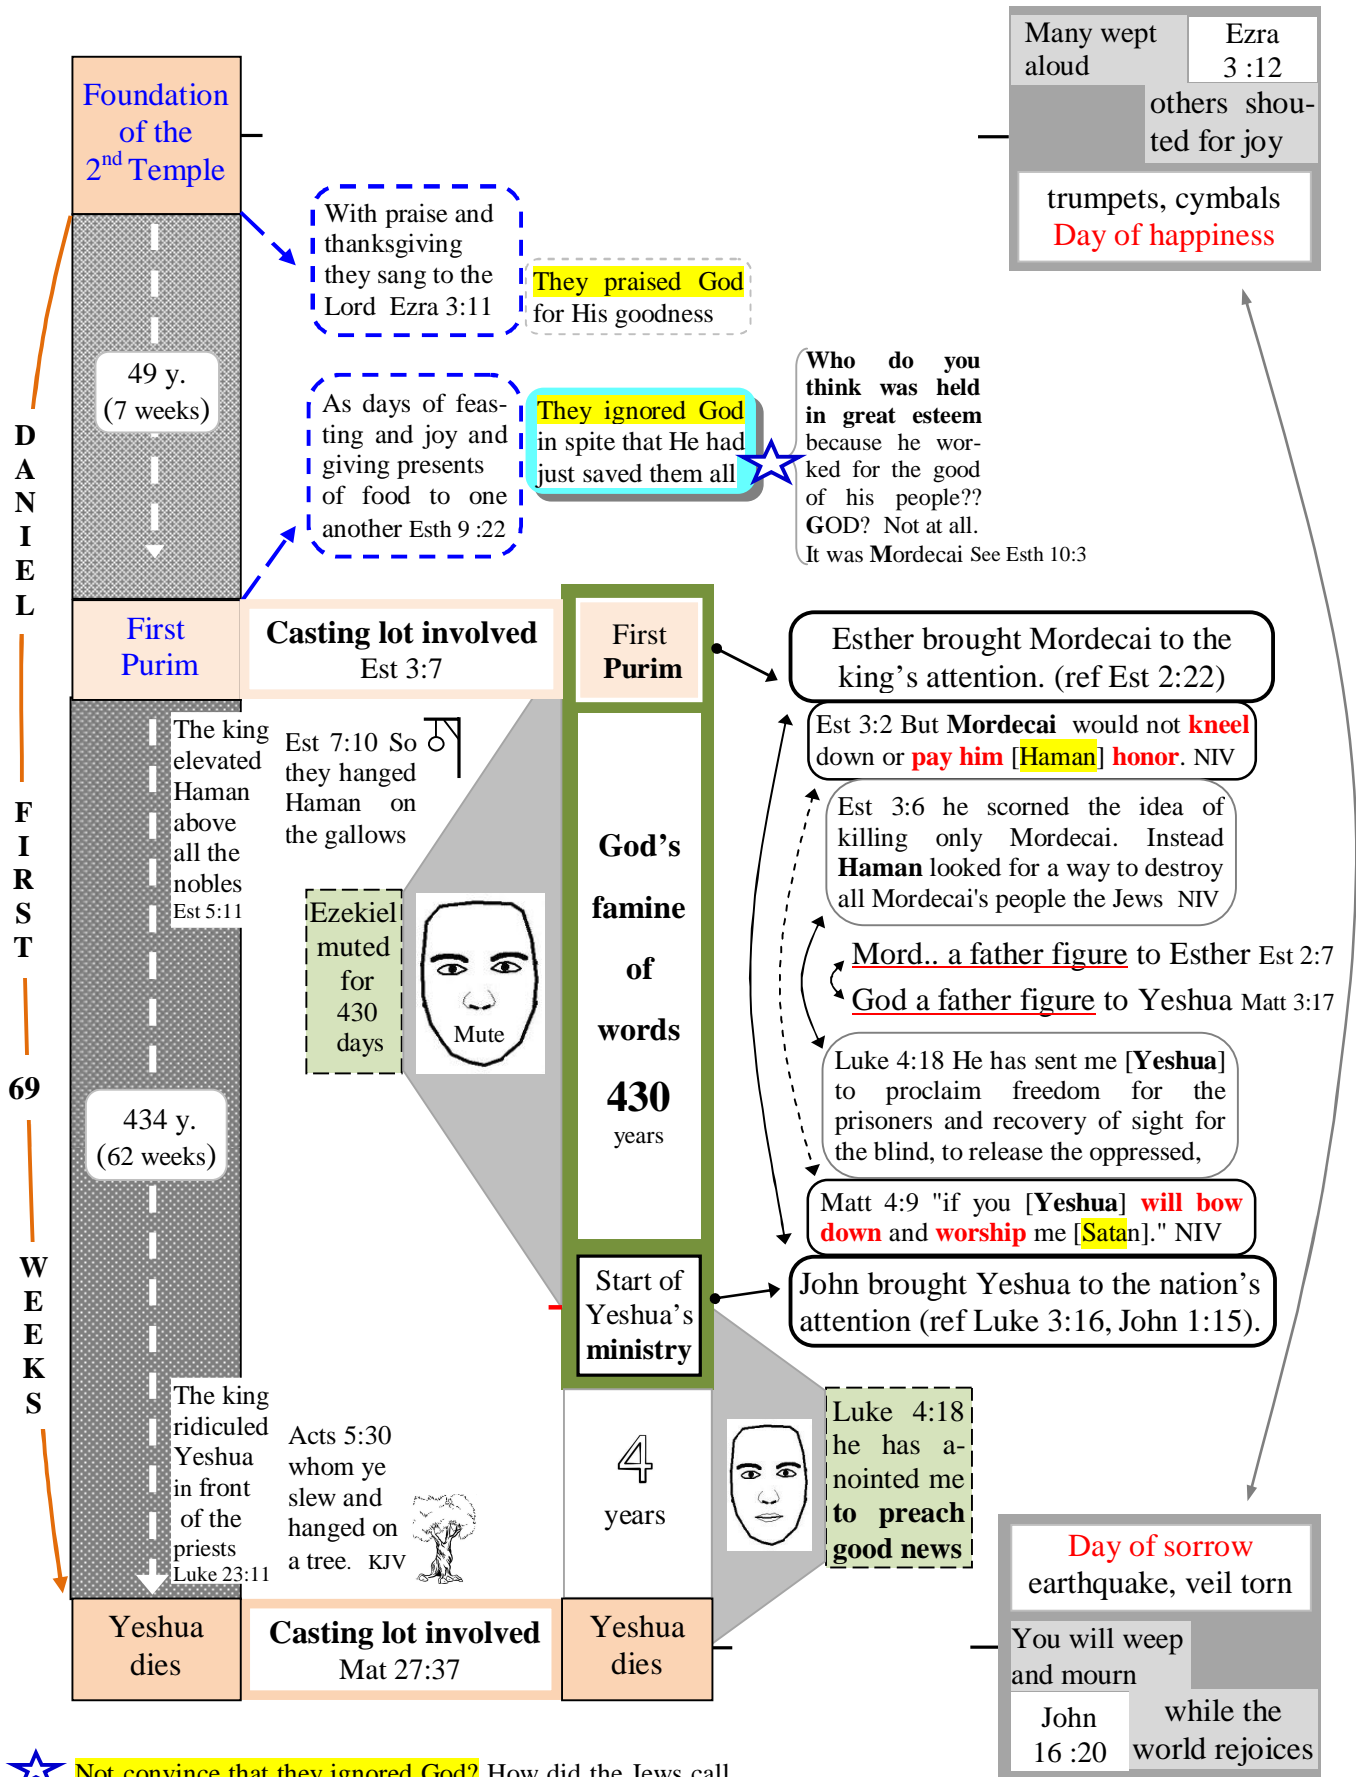 Many wept
aloud
Ezra
3 :12
others shou-
ted for joy
trumpets, cymbals
Day of happiness
Foundation
of the
2nd Temple
With praise and
thanksgiving
they sang to the
Lord Ezra 3:11
They praised God
for His goodness
49 y.
(7 weeks)
As days of feas-
ting and joy and
giving presents
of food to one
another Esth 9 :22
They ignored God
in spite that He had
just saved them all
Who do you
think was held
in great esteem
because he wor-
ked for the good
of his people??
GOD? Not at all.
It was Mordecai See Esth 10:3
DANIEL FIRST 69 WEEKS
First
Purim
Casting lot involved
Est 3:7
First
Purim
Esther brought Mordecai to the
king's attention. (ref Est 2:22)
Est 3:2 But Mordecai would not kneel
down or pay him [Haman] honor. NIV
Est 3:6 he scorned the idea of
killing only Mordecai. Instead
Haman looked for a way to destroy
all Mordecai's people the Jews NIV
Mord.. a father figure to Esther Est 2:7
God a father figure to Yeshua Matt 3:17
Luke 4:18 He has sent me [Yeshua]
to proclaim freedom for the
prisoners and recovery of sight for
the blind, to release the oppressed,
Matt 4:9 "if you [Yeshua] will bow
down and worship me [Satan]." NIV
John brought Yeshua to the nation's
attention (ref Luke 3:16, John 1:15).
The king
elevated
Haman
above
all the
nobles
Est 5:11
Est 7:10 So
they hanged
Haman on
the gallows
Ezekiel
muted
for
430
days
Mute
God's
famine
of
words
430
years
434 y.
(62 weeks)
Start of
Yeshua's
ministry
The king
ridiculed
Yeshua
in front
of the
priests
Luke 23:11
Acts 5:30
whom ye
slew and
hanged on
a tree. KJV
4
years
Luke 4:18
he has a-
nointed me
to preach
good news
Yeshua
dies
Casting lot involved
Mat 27:37
Yeshua
dies
Day of sorrow
earthquake, veil torn
You will weep
and mourn
John
16 :20
while the
world rejoices
Not convince that they ignored God? How did the Jews call